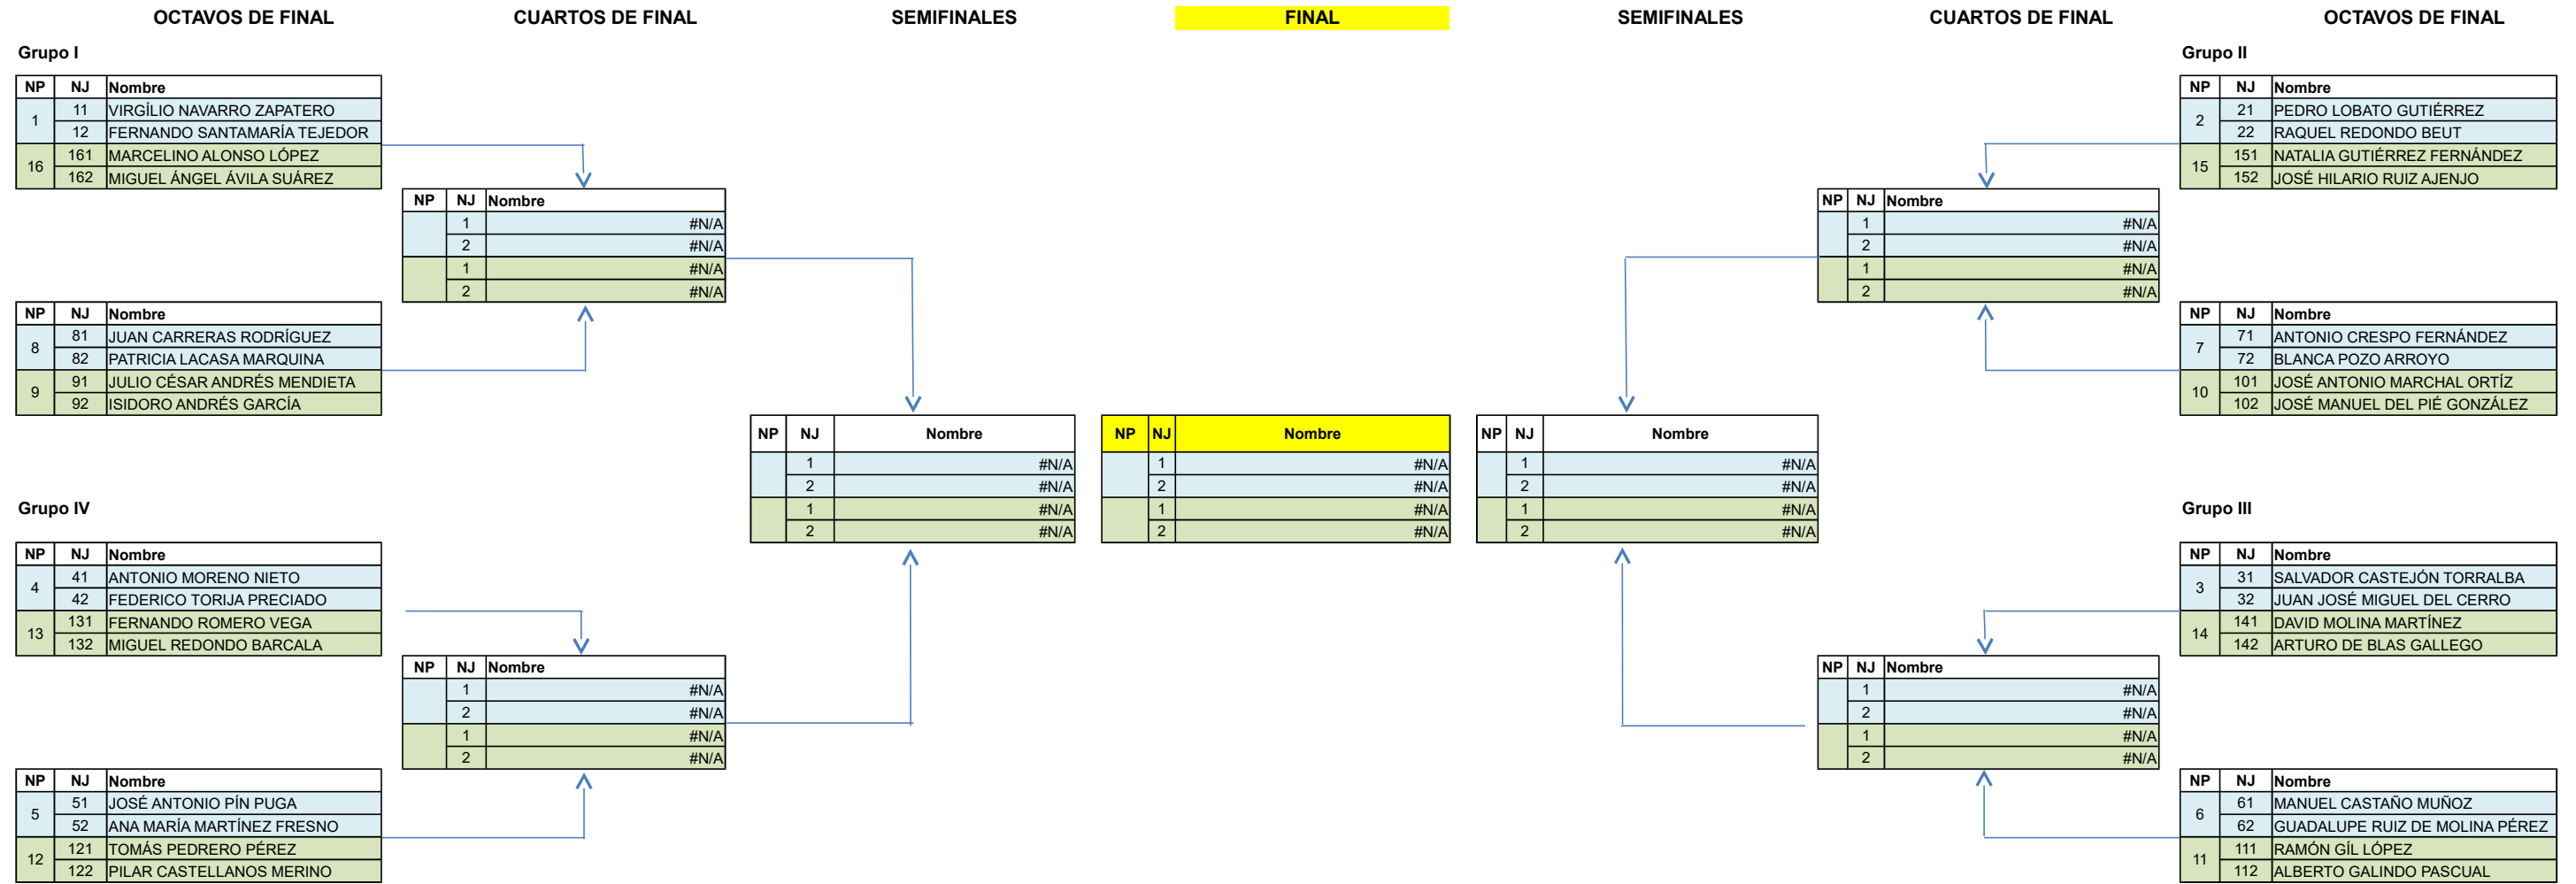 OCTAVOS DE FINAL CUARTOS DE FINAL SEMIFINALES FINAL SEMIFINALES CUARTOS DE FINAL OCTAVOS DE FINAL
Grupo I
NP NJ Nombre
1 11 VIRGÍLIO NAVARRO ZAPATERO
12 FERNANDO SANTAMARÍA TEJEDOR
16 161 MARCELINO ALONSO LÓPEZ
162 MIGUEL ÁNGEL ÁVILA SUÁREZ
NP NJ Nombre
8 81 JUAN CARRERAS RODRÍGUEZ
82 PATRICIA LACASA MARQUINA
9 91 JULIO CÉSAR ANDRÉS MENDIETA
92 ISIDORO ANDRÉS GARCÍA
Grupo IV
NP NJ Nombre
4 41 ANTONIO MORENO NIETO
42 FEDERICO TORIJA PRECIADO
13 131 FERNANDO ROMERO VEGA
132 MIGUEL REDONDO BARCALA
NP NJ Nombre
5 51 JOSÉ ANTONIO PÍN PUGA
52 ANA MARÍA MARTÍNEZ FRESNO
12 121 TOMÁS PEDRERO PÉREZ
122 PILAR CASTELLANOS MERINO
NP NJ Nombre
1 #N/A
2 #N/A
1 #N/A
2 #N/A
NP NJ Nombre
1 #N/A
2 #N/A
1 #N/A
2 #N/A
NP NJ Nombre
1 #N/A
2 #N/A
1 #N/A
2 #N/A
NP NJ Nombre
1 #N/A
2 #N/A
1 #N/A
2 #N/A
NP NJ Nombre
1 #N/A
2 #N/A
1 #N/A
2 #N/A
NP NJ Nombre
1 #N/A
2 #N/A
1 #N/A
2 #N/A
NP NJ Nombre
1 #N/A
2 #N/A
1 #N/A
2 #N/A
Grupo II
NP NJ Nombre
2 21 PEDRO LOBATO GUTIÉRREZ
22 RAQUEL REDONDO BEUT
15 151 NATALIA GUTIÉRREZ FERNÁNDEZ
152 JOSÉ HILARIO RUIZ AJENJO
NP NJ Nombre
7 71 ANTONIO CRESPO FERNÁNDEZ
72 BLANCA POZO ARROYO
10 101 JOSÉ ANTONIO MARCHAL ORTÍZ
102 JOSÉ MANUEL DEL PIÉ GONZÁLEZ
Grupo III
NP NJ Nombre
3 31 SALVADOR CASTEJÓN TORRALBA
32 JUAN JOSÉ MIGUEL DEL CERRO
14 141 DAVID MOLINA MARTÍNEZ
142 ARTURO DE BLAS GALLEGO
NP NJ Nombre
6 61 MANUEL CASTAÑO MUÑOZ
62 GUADALUPE RUIZ DE MOLINA PÉREZ
11 111 RAMÓN GÍL LÓPEZ
112 ALBERTO GALINDO PASCUAL